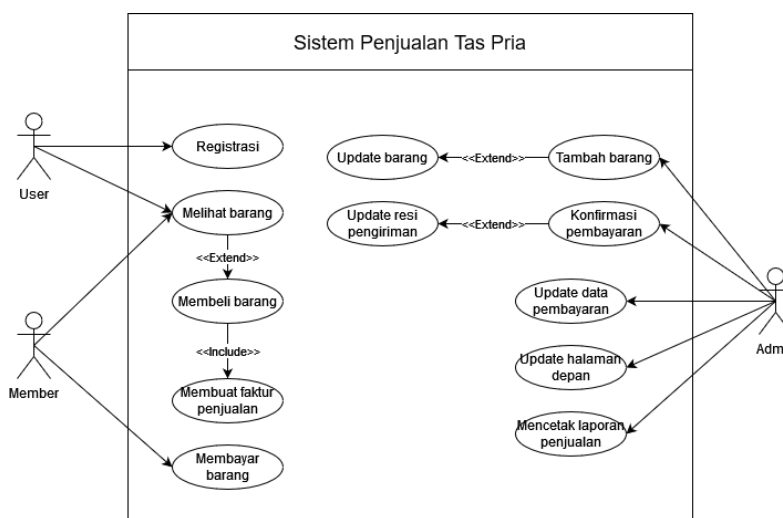 Sistem Penjualan Tas Pria
User
Registrasi
Melihat barang
<<Extend>>
Membeli barang
<<Include>>
Membuat faktur
penjualan
Membayar
barang
Member
Update barang
<<Extend>>
Tambah barang
Update resi
pengiriman
<<Extend>>
Konfirmasi
pembayaran
Update data
pembayaran
Update halaman
depan
Mencetak laporan
penjualan
Adm